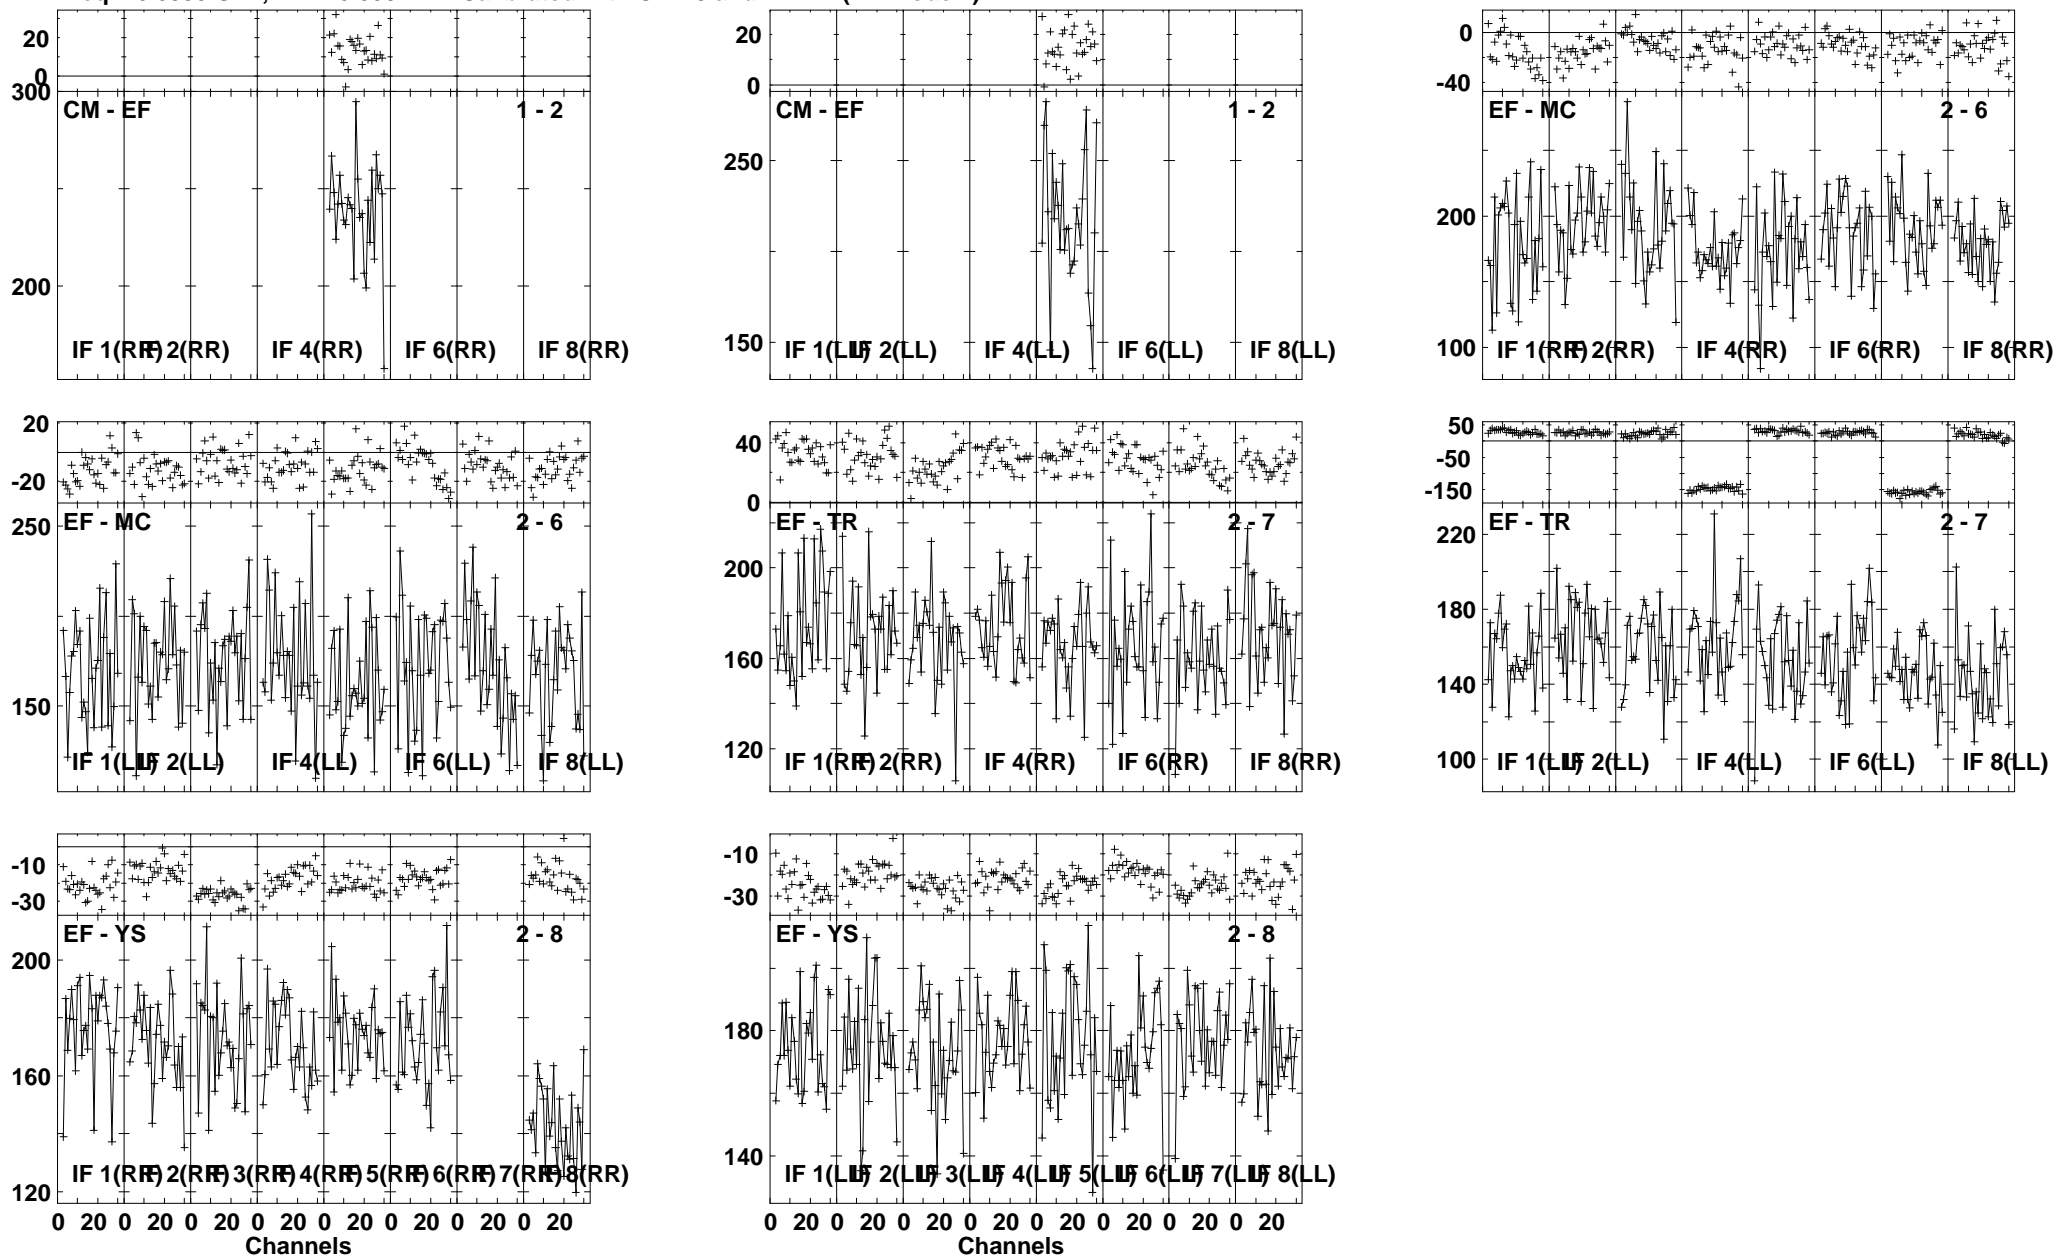 20
0
300
CM - EF
1 - 2
200
IF 1(RR)
IF 2(RR)
IF 4(RR)
IF 6(RR)
IF 8(RR)
20
0
CM - EF
1 - 2
250
150
IF 1(LL)
IF 2(LL)
IF 4(LL)
IF 6(LL)
IF 8(LL)
0
-40
EF - MC
2 - 6
200
100
IF 1(RR)
IF 2(RR)
IF 4(RR)
IF 6(RR)
IF 8(RR)
20
-20
EF - MC
2 - 6
250
150
IF 1(LL)
IF 2(LL)
IF 4(LL)
IF 6(LL)
IF 8(LL)
40
0
EF - TR
2 - 7
200
160
120
IF 1(RR)
IF 2(RR)
IF 4(RR)
IF 6(RR)
IF 8(RR)
50
-50
-150
EF - TR
2 - 7
220
180
140
100
IF 1(LL)
IF 2(LL)
IF 4(LL)
IF 6(LL)
IF 8(LL)
-10
-30
EF - YS
2 - 8
200
160
120
IF 1(RR)
IF 2(RR)
IF 3(RR)
IF 4(RR)
IF 5(RR)
IF 6(RR)
IF 7(RR)
IF 8(RR)
0 20 0 20 0 20 0 20 0 20 0 20 0 20 0 20
Channels
-10
-30
EF - YS
2 - 8
180
140
IF 1(LL)
IF 2(LL)
IF 3(LL)
IF 4(LL)
IF 5(LL)
IF 6(LL)
IF 7(LL)
IF 8(LL)
0 20 0 20 0 20 0 20 0 20 0 20 0 20 0 20
Channels